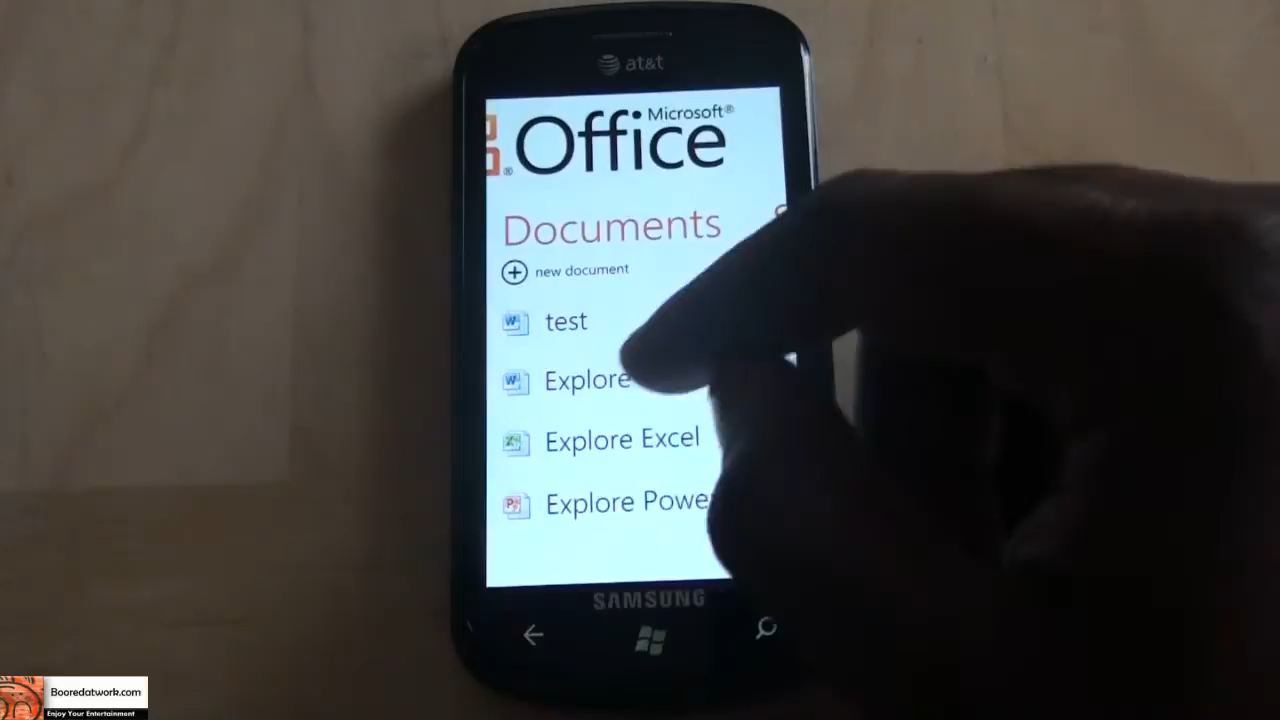 at&t
Microsoft®
Office
Documents
new document
test
Explore
Explore Excel
Explore Powe
SAMSUNG
Booredatwork.com
Enjoy Your Entertainment